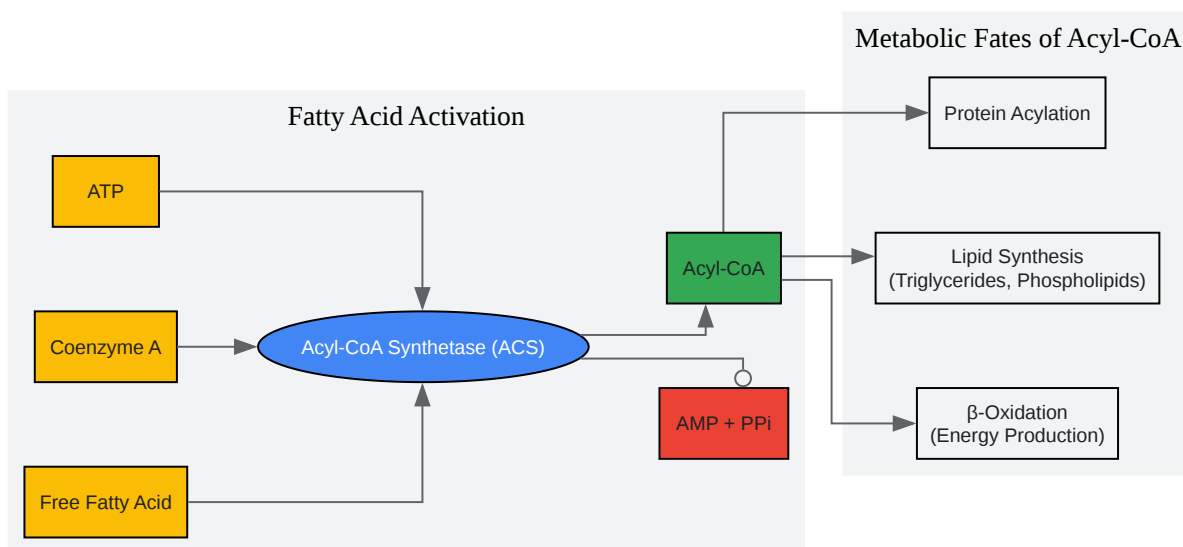 Metabolic Fates of Acyl-CoA
Fatty Acid Activation
Protein Acylation
ATP
Acyl-CoA
Lipid Synthesis
(Triglycerides, Phospholipids)
Coenzyme A
Acyl-CoA Synthetase (ACS)
AMP + PPi
β-Oxidation
(Energy Production)
Free Fatty Acid